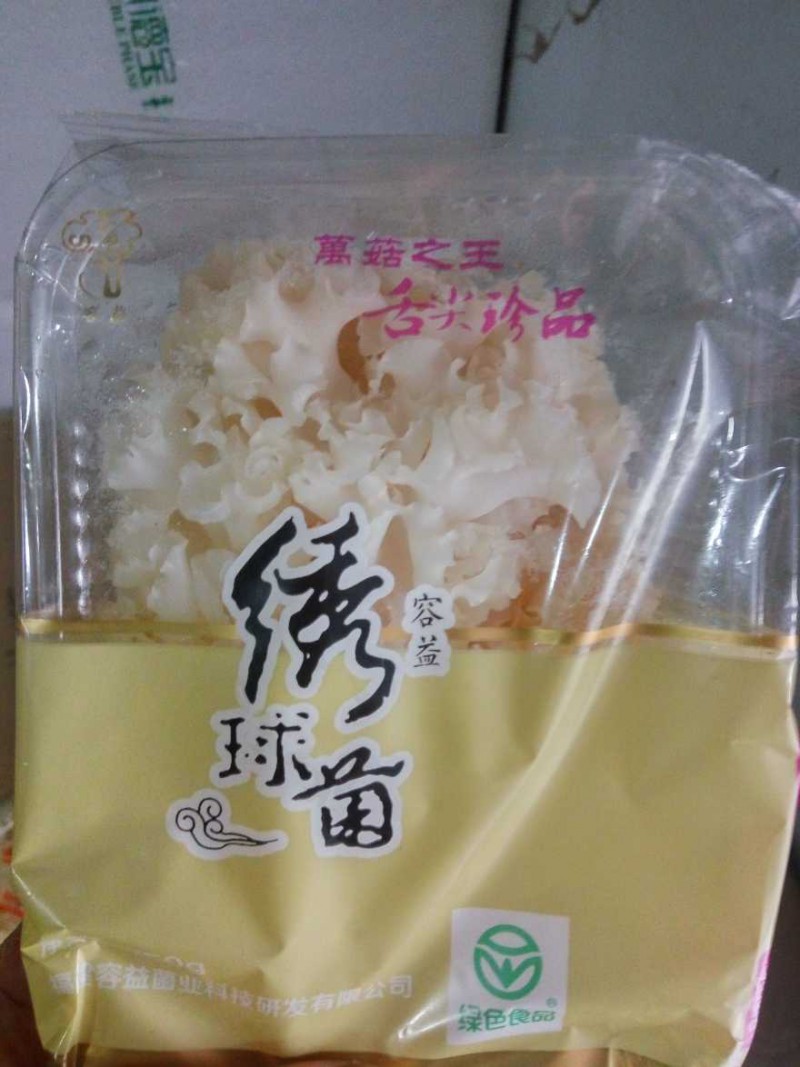 萬菇之王
舌尖珍品
绣球菌
容益
容益菌业科技研发有限公司
绿色食品
®